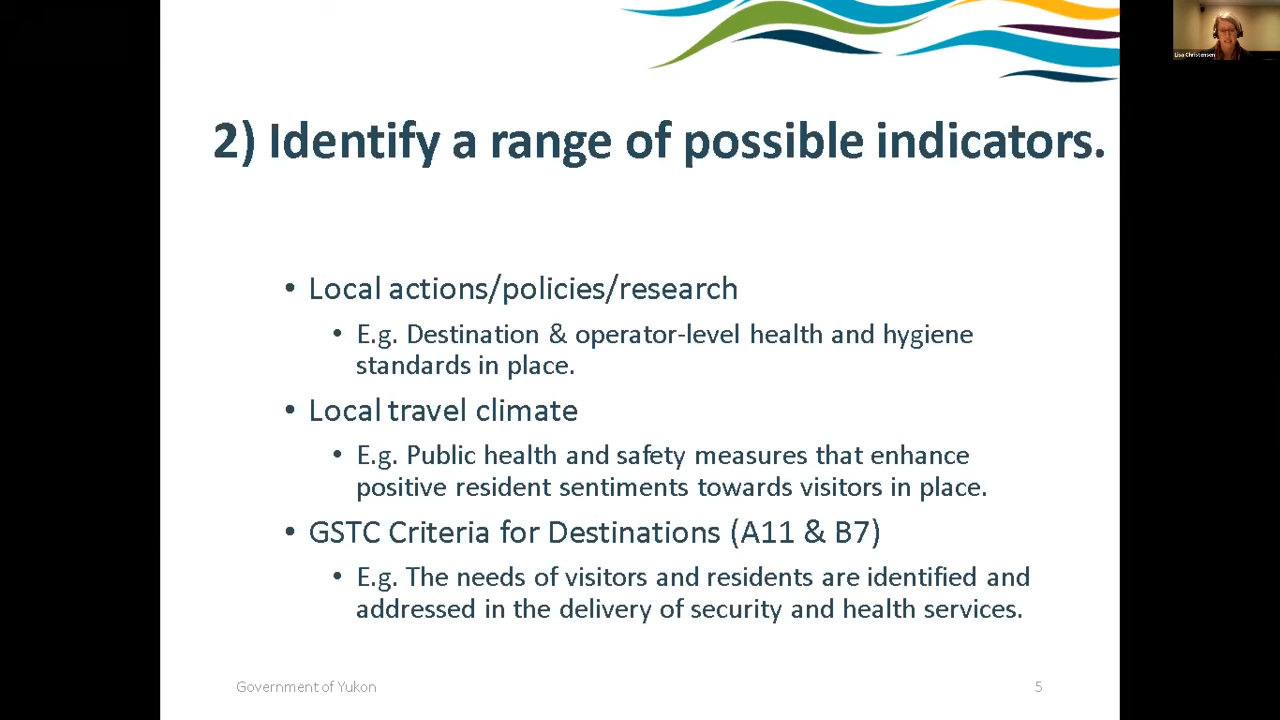 Lisa Christensen
2) Identify a range of possible indicators.
• Local actions/policies/research
• E.g. Destination & operator-level health and hygiene
standards in place.
• Local travel climate
• E.g. Public health and safety measures that enhance
positive resident sentiments towards visitors in place.
• GSTC Criteria for Destinations (A11 & B7)
• E.g. The needs of visitors and residents are identified and
addressed in the delivery of security and health services.
Government of Yukon
5